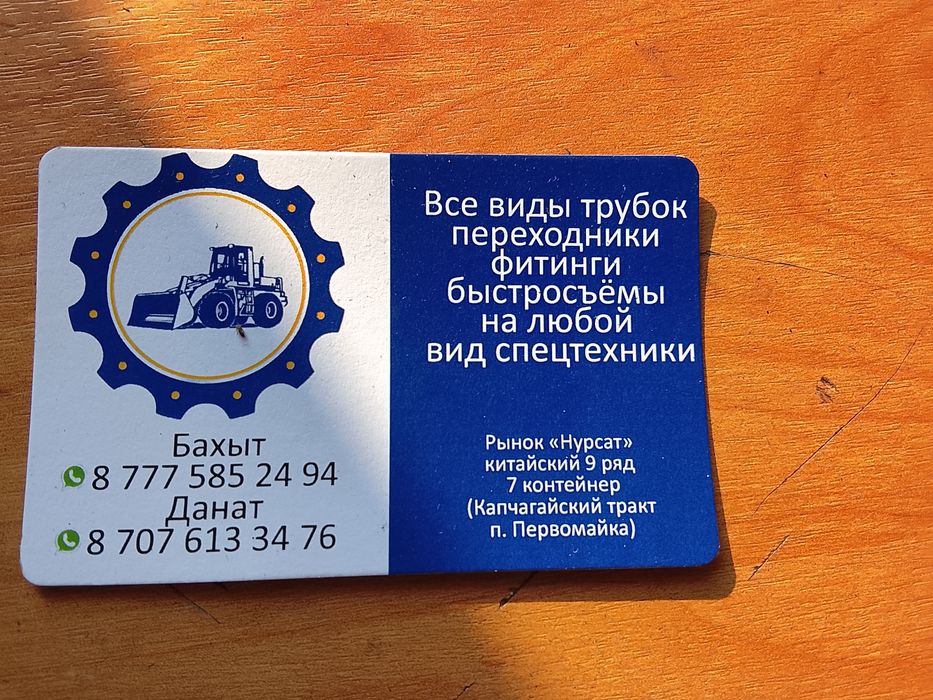 Бахыт
8 777 585 24 94
Данат
8 707 613 34 76
Все виды трубок
переходники
фитинги
быстросъёмы
на любой
вид спецтехники
Рынок «Нурсат»
китайский 9 ряд
7 контейнер
(Капчагайский тракт
п. Первомайка)